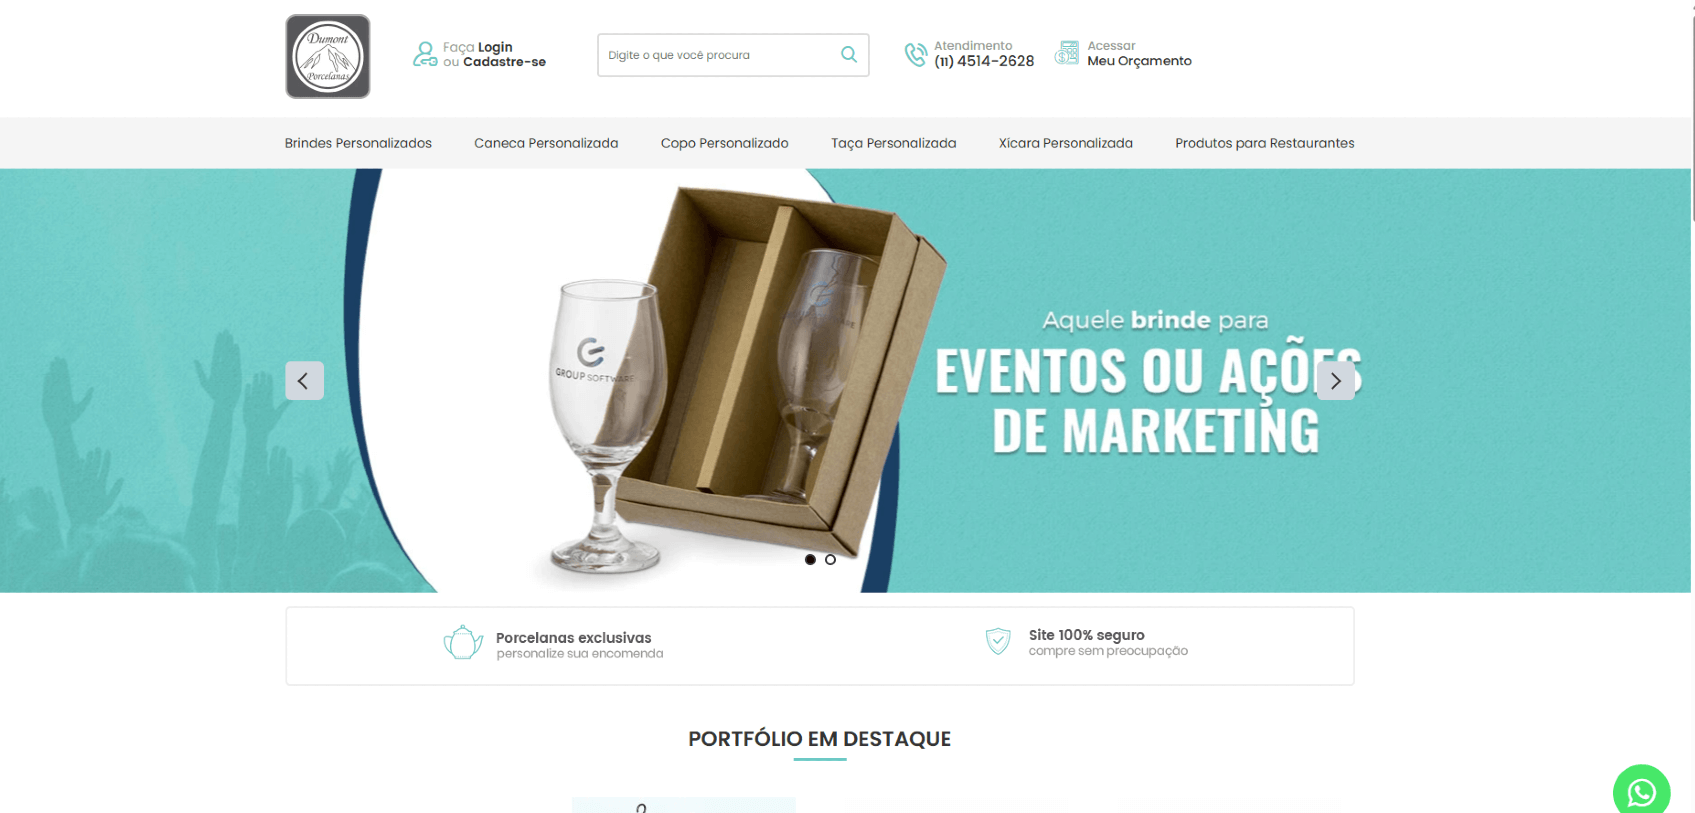 Dumont
Porcelanas
Faça Login
ou Cadastre-se
Digite o que você procura
Atendimento
(11) 4514-2628
Acessar
Meu Orçamento
Brindes Personalizados
Caneca Personalizada
Copo Personalizado
Taça Personalizada
Xícara Personalizada
Produtos para Restaurantes
GROUP SOFTWARE
Aquele brinde para
EVENTOS OU AÇÕES
DE MARKETING
Porcelanas exclusivas
personalize sua encomenda
Site 100% seguro
compre sem preocupação
PORTFÓLIO EM DESTAQUE